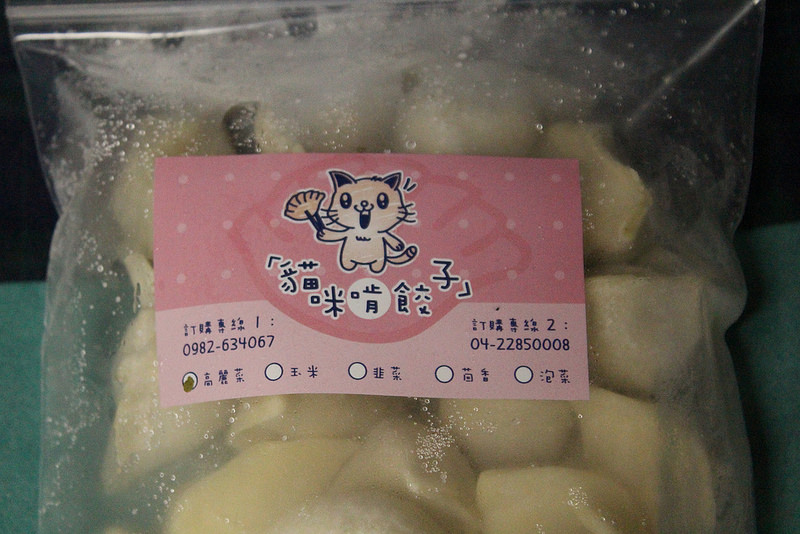 「貓咪啃餃子」
訂購專線1：
0982-634067
訂購專線2：
04-22850008
高麗菜 玉米 韭菜 茴香 泡菜